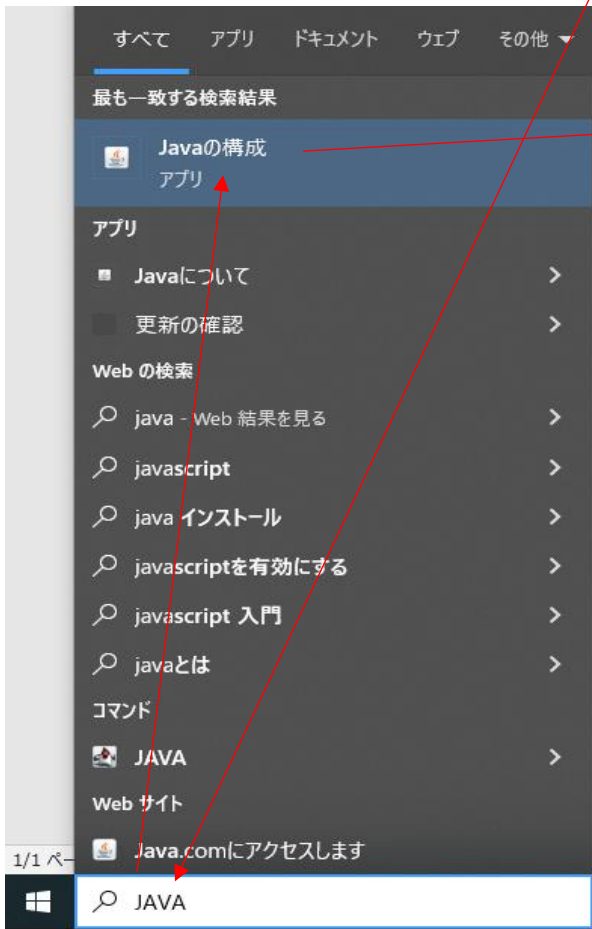 すべて アプリ ドキュメント ウェブ その他
最も一致する検索結果
Javaの構成
アプリ
アプリ
Javaについて
更新の確認
Web の検索
java - Web 結果を見る
javascript
java インストール
javascriptを有効にする
javascript 入門
javaとは
コマンド
JAVA
Web サイト
Java.comにアクセスします
1/1 ペー
JAVA